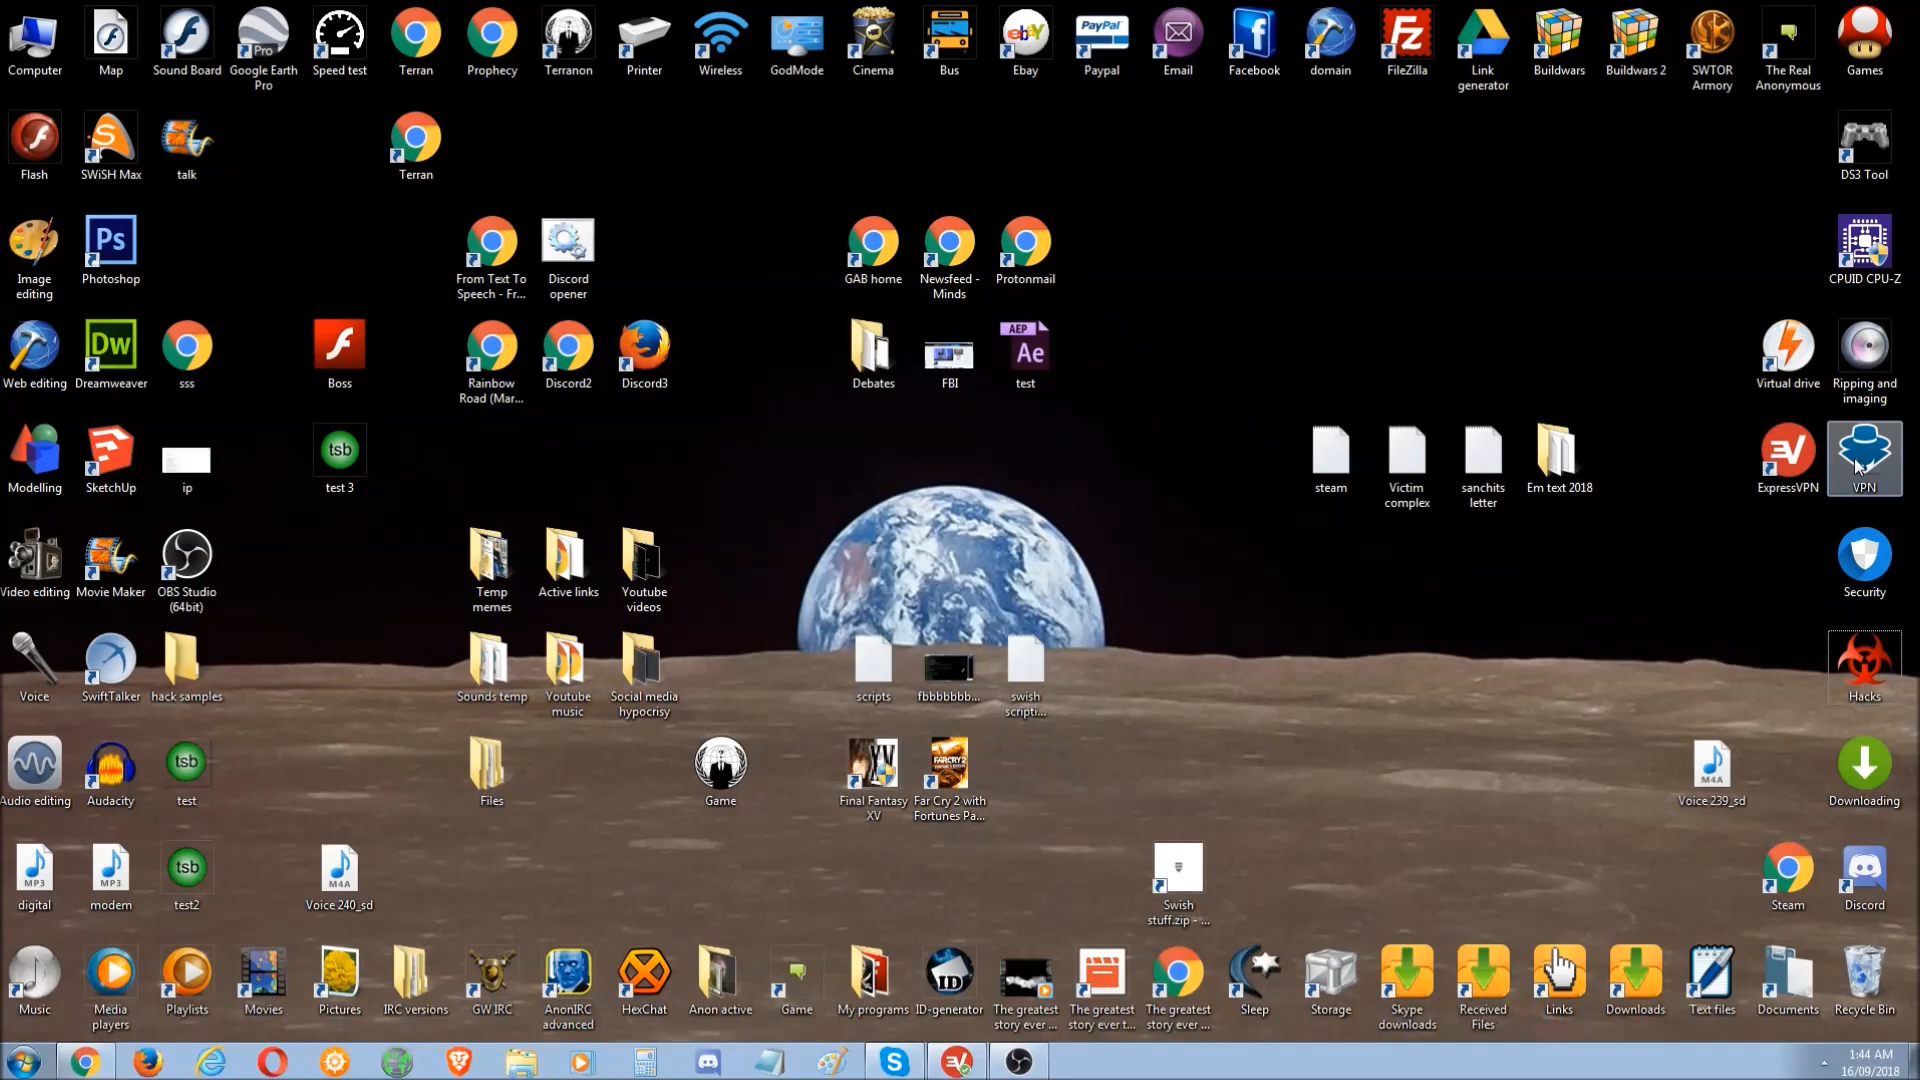 Computer
Map
Sound Board
Google Earth
Pro
Speed test
Terran
Prophecy
Terranon
Printer
Wireless
GodMode
Cinema
Bus
Ebay
Paypal
Email
Facebook
domain
FileZilla
Link
generator
Buildwars
Buildwars 2
SWTOR
Armory
The Real
Anonymous
Games
Flash
SWiSH Max
talk
Terran
DS3 Tool
Image
editing
Photoshop
From Text To
Speech - Fr...
Discord
opener
GAB home
Newsfeed -
Minds
Protonmail
CPUID CPU-Z
Web editing
Dreamweaver
sss
Boss
Rainbow
Road (Mar...
Discord2
Discord3
Debates
FBI
test
Virtual drive
Ripping and
imaging
Modelling
SketchUp
ip
test 3
steam
Victim
complex
sanchits
letter
Em text 2018
ExpressVPN
VPN
Video editing
Movie Maker
OBS Studio
(64bit)
Temp
memes
Active links
Youtube
videos
Security
Voice
SwiftTalker
hack samples
Sounds temp
Youtube
music
Social media
hypocrisy
scripts
fbbbbbbb...
swish
scripti...
Hacks
Audio editing
Audacity
test
Files
Game
Final Fantasy
XV
Far Cry 2 with
Fortunes Pa...
Voice 239_sd
Downloading
digital
modem
test2
Voice 240_sd
Swish
stuff.zip - ...
Steam
Discord
Music
Media
players
Playlists
Movies
Pictures
IRC versions
GW IRC
AnonIRC
advanced
HexChat
Anon active
Game
My programs
ID-generator
The greatest
story ever ...
The greatest
story ever t...
The greatest
story ever ...
Sleep
Storage
Skype
downloads
Received
Files
Links
Downloads
Text files
Documents
Recycle Bin
1:44 AM
16/09/2018